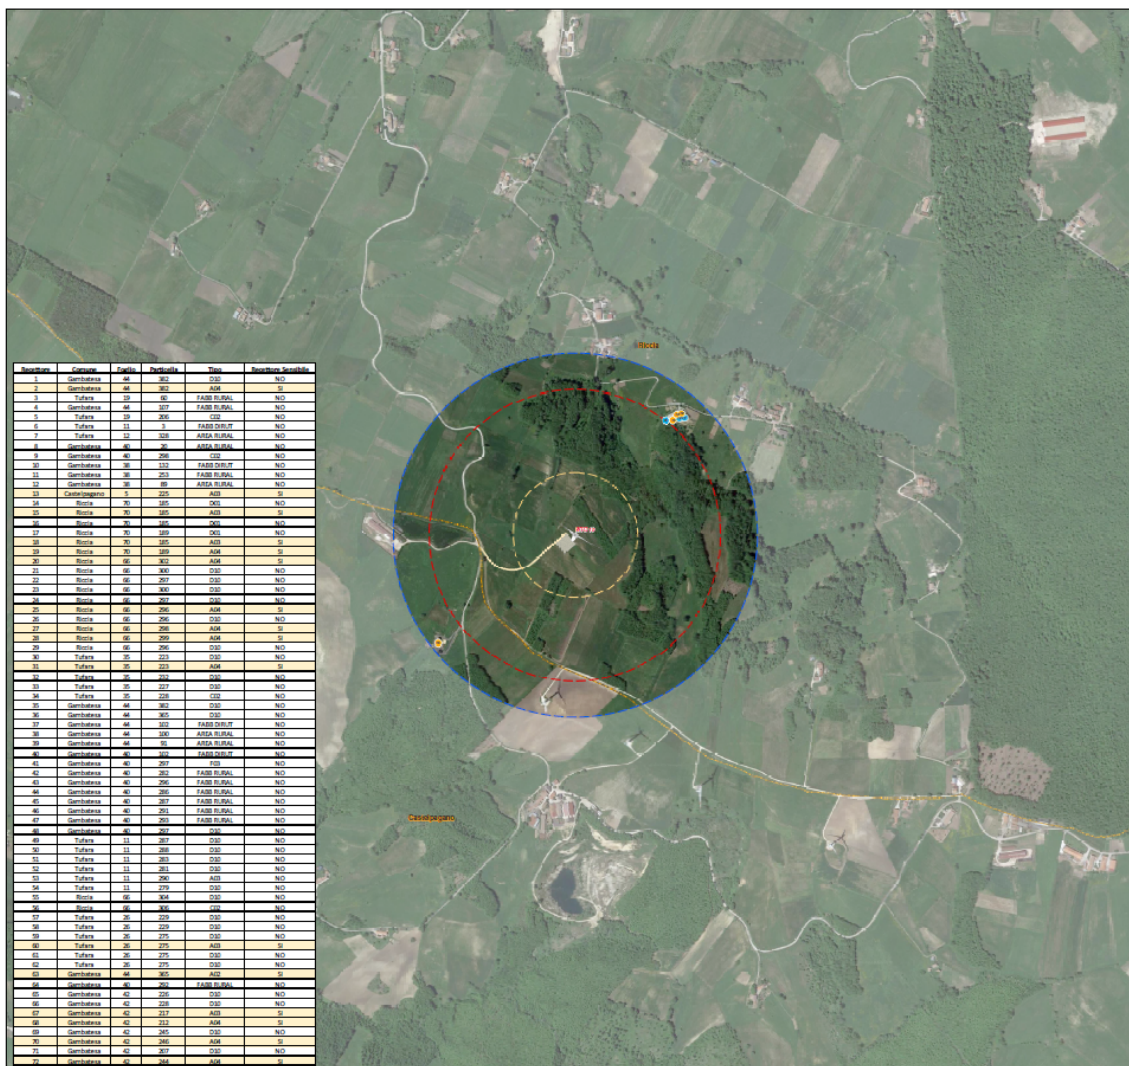 Riccia
Recettore Comune Foglio Particella Tipo Recettore Sensibile
1 Gambatesa 44 382 D10 NO
2 Gambatesa 44 382 A04 SI
3 Tufara 19 60 FABB RURAL NO
4 Gambatesa 44 107 FABB RURAL NO
5 Tufara 19 206 C02 NO
6 Tufara 11 3 FABB DIRUT NO
7 Tufara 12 328 AREA RURAL NO
8 Gambatesa 40 20 AREA RURAL NO
9 Gambatesa 40 298 C02 NO
10 Gambatesa 38 132 FABB DIRUT NO
11 Gambatesa 38 253 FABB RURAL NO
12 Gambatesa 38 89 AREA RURAL NO
13 Castelpagano 5 225 A03 SI
14 Riccia 70 185 D01 NO
15 Riccia 70 185 A03 SI
16 Riccia 70 185 D01 NO
17 Riccia 70 189 D01 NO
18 Riccia 70 185 A03 SI
19 Riccia 70 189 A04 SI
20 Riccia 66 302 A04 SI
21 Riccia 66 300 D10 NO
22 Riccia 66 297 D10 NO
23 Riccia 66 300 D10 NO
24 Riccia 66 297 D10 NO
25 Riccia 66 296 A04 SI
26 Riccia 66 296 D10 NO
27 Riccia 66 298 A04 SI
28 Riccia 66 299 A04 SI
29 Riccia 66 296 D10 NO
30 Tufara 35 223 D10 NO
31 Tufara 35 223 A04 SI
32 Tufara 35 232 D10 NO
33 Tufara 35 227 D10 NO
34 Tufara 35 228 C02 NO
35 Gambatesa 44 382 D10 NO
36 Gambatesa 44 365 D10 NO
37 Gambatesa 44 102 FABB DIRUT NO
38 Gambatesa 44 100 AREA RURAL NO
39 Gambatesa 44 91 AREA RURAL NO
40 Gambatesa 40 102 FABB DIRUT NO
41 Gambatesa 40 297 F03 NO
42 Gambatesa 40 282 FABB RURAL NO
43 Gambatesa 40 296 FABB RURAL NO
44 Gambatesa 40 286 FABB RURAL NO
45 Gambatesa 40 287 FABB RURAL NO
46 Gambatesa 40 291 FABB RURAL NO
47 Gambatesa 40 293 FABB RURAL NO
48 Gambatesa 40 297 D10 NO
49 Tufara 11 287 D10 NO
50 Tufara 11 288 D10 NO
51 Tufara 11 283 D10 NO
52 Tufara 11 281 D10 NO
53 Tufara 11 290 A03 NO
54 Tufara 11 279 D10 NO
55 Riccia 66 304 D10 NO
56 Riccia 66 306 C02 NO
57 Tufara 26 229 D10 NO
58 Tufara 26 229 D10 NO
59 Tufara 26 275 D10 NO
60 Tufara 26 275 A03 SI
61 Tufara 26 275 D10 NO
62 Tufara 26 275 D10 NO
63 Gambatesa 44 365 A02 SI
64 Gambatesa 40 292 FABB RURAL NO
65 Gambatesa 42 226 D10 NO
66 Gambatesa 42 228 D10 NO
67 Gambatesa 42 217 A03 SI
68 Gambatesa 42 212 A04 SI
69 Gambatesa 42 245 D10 NO
70 Gambatesa 42 246 A04 SI
71 Gambatesa 42 207 D10 NO
72 Gambatesa 42 244 A04 SI
Castelpagano